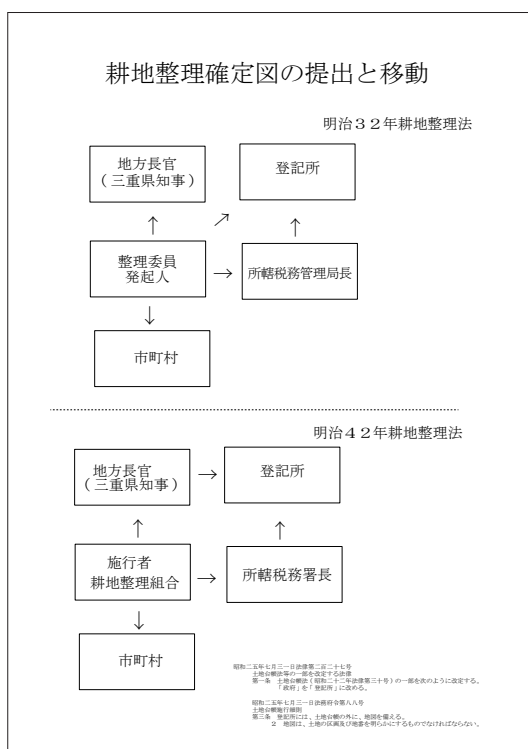 耕地整理確定図の提出と移動
明治３２年耕地整理法
地方長官
（三重県知事）
登記所
↑
↗
↑
整理委員
発起人
→
所轄税務管理局長
↓
市町村
明治４２年耕地整理法
地方長官
（三重県知事）
→
登記所
↑
↑
施行者
耕地整理組合
→
所轄税務署長
↓
市町村
昭和二五年七月三一日法律第二百二十七号
土地台帳法等の一部を改定する法律
第一条　土地台帳法（昭和二十二年法律第三十号）の一部を次のように改定する。
「政府」を「登記所」に改める。
昭和二五年七月三一日法務府令第八八号
土地台帳施行細則
第三条　登記所には、土地台帳の外に、地図を備える。
２　地図は、土地の区画及び地番を明らかにするものでなければならない。